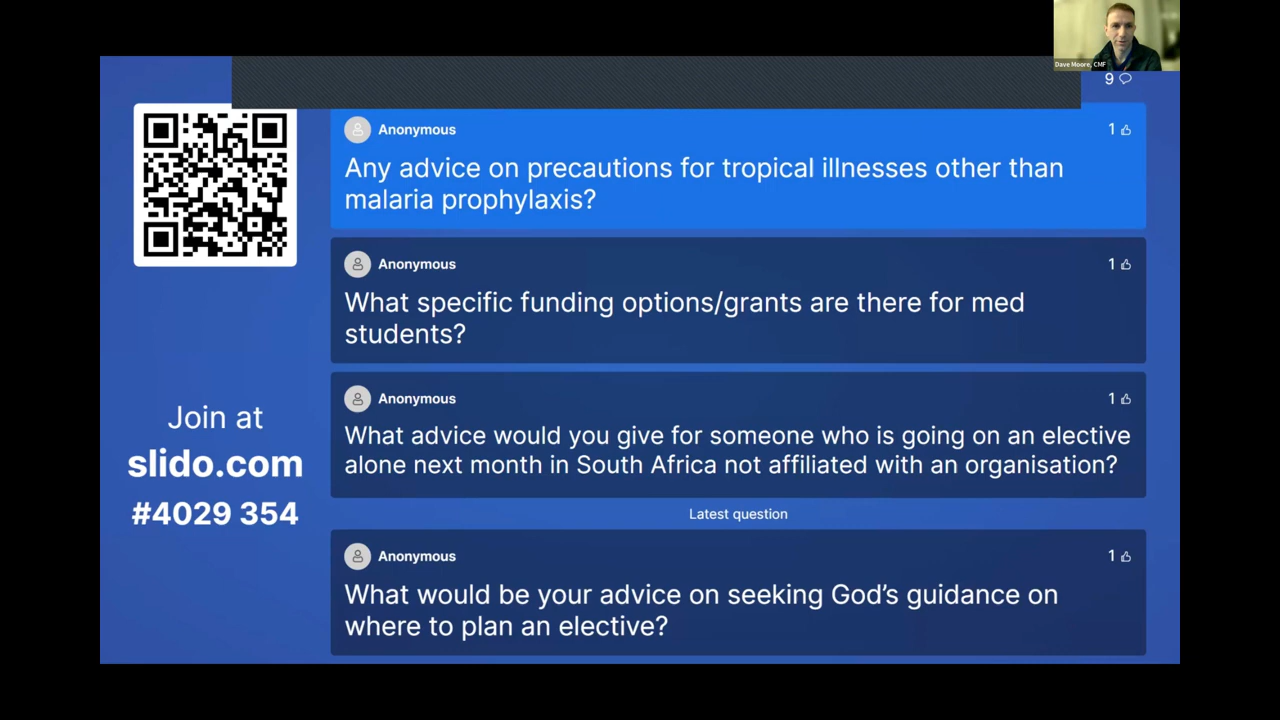 Dave Moore, CMF
9
Anonymous
1
Any advice on precautions for tropical illnesses other than
malaria prophylaxis?
Anonymous
1
What specific funding options/grants are there for med
students?
Anonymous
1
What advice would you give for someone who is going on an elective
alone next month in South Africa not affiliated with an organisation?
Latest question
Anonymous
1
What would be your advice on seeking God’s guidance on
where to plan an elective?
Join at
slido.com
#4029 354